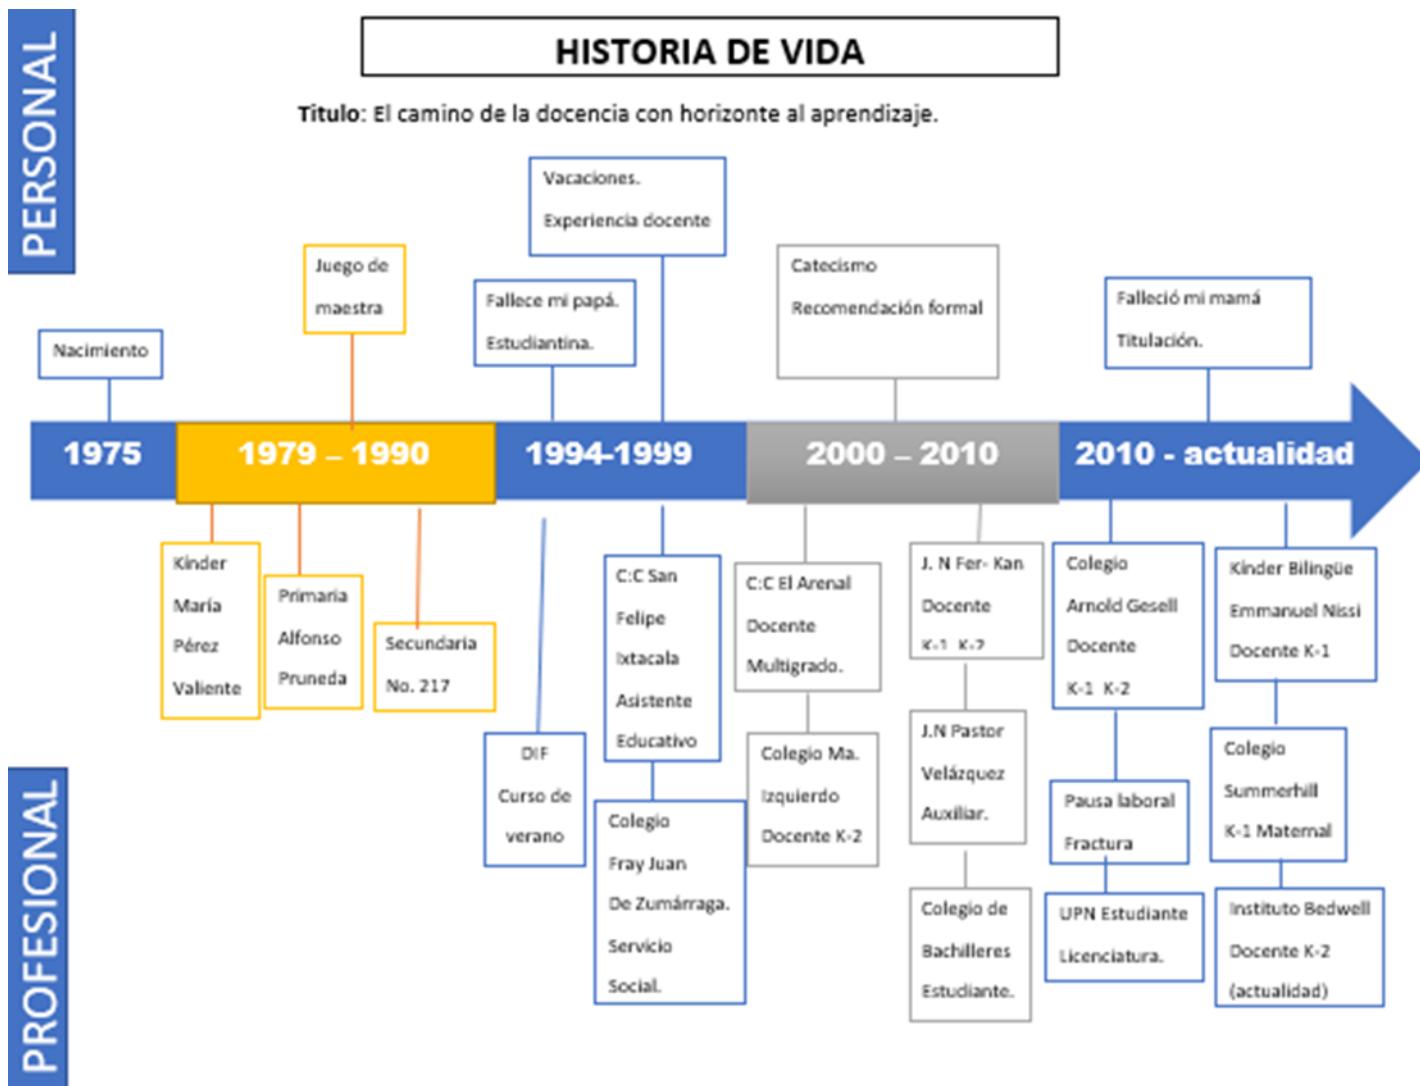 PERSONAL
HISTORIA DE VIDA
Titulo: El camino de la docencia con horizonte al aprendizaje.
Nacimiento
Juego de
maestra
Fallece mi papá.
Estudiantina.
Vacaciones.
Experiencia docente
Catecismo
Recomendación formal
Falleció mi mamá
Titulación.
1975
1979 – 1990
1994-1999
2000 – 2010
2010 - actualidad
PROFESIONAL
Kínder
María
Pérez
Valiente
Primaria
Alfonso
Pruneda
Secundaria
No. 217
DIF
Curso de
verano
C:C San
Felipe
Ixtacala
Asistente
Educativo
Colegio
Fray Juan
De Zumárraga.
Servicio
Social.
C:C El Arenal
Docente
Multigrado.
Colegio Ma.
Izquierdo
Docente K-2
J. N Fer- Kan
Docente
K-1 K-2
J.N Pastor
Velázquez
Auxiliar.
Colegio de
Bachilleres
Estudiante.
Colegio
Arnold Gesell
Docente
K-1 K-2
Pausa laboral
Fractura
UPN Estudiante
Licenciatura.
Kínder Bilingüe
Emmanuel Nissi
Docente K-1
Colegio
Summerhill
K-1 Maternal
Instituto Bedwell
Docente K-2
(actualidad)